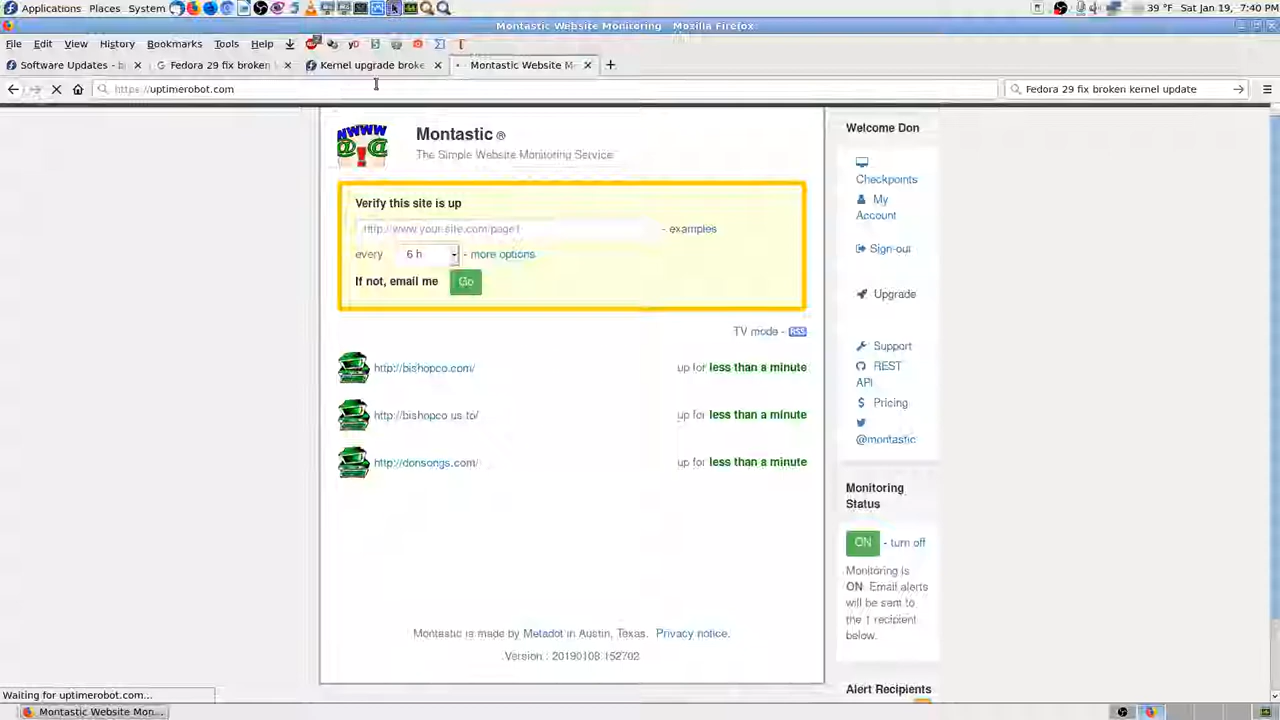 Applications Places System 39 °F Sat Jan 19, 7:40 PM
Montastic Website Monitoring - Mozilla Firefox
File Edit View History Bookmarks Tools Help
Software Updates - b Fedora 29 fix broken Kernel upgrade broke Montastic Website M
https://uptimerobot.com Fedora 29 fix broken kernel update
Montastic ®
The Simple Website Monitoring Service
Verify this site is up
http://www.your-site.com/page1 - examples
every 6 h - more options
If not, email me Go
TV mode - RSS
http://bishopco.com/ up for less than a minute
http://bishopco.us.to/ up for less than a minute
http://donsongs.com/ up for less than a minute
Montastic is made by Metadot in Austin, Texas. Privacy notice.
Version : 20190108.152702
Welcome Don
Checkpoints
My
Account
Sign-out
Upgrade
Support
REST
API
Pricing
@montastic
Monitoring
Status
ON - turn off
Monitoring is
ON. Email alerts
will be sent to
the 1 recipient
below.
Alert Recipients
Waiting for uptimerobot.com...
Montastic Website Mon...